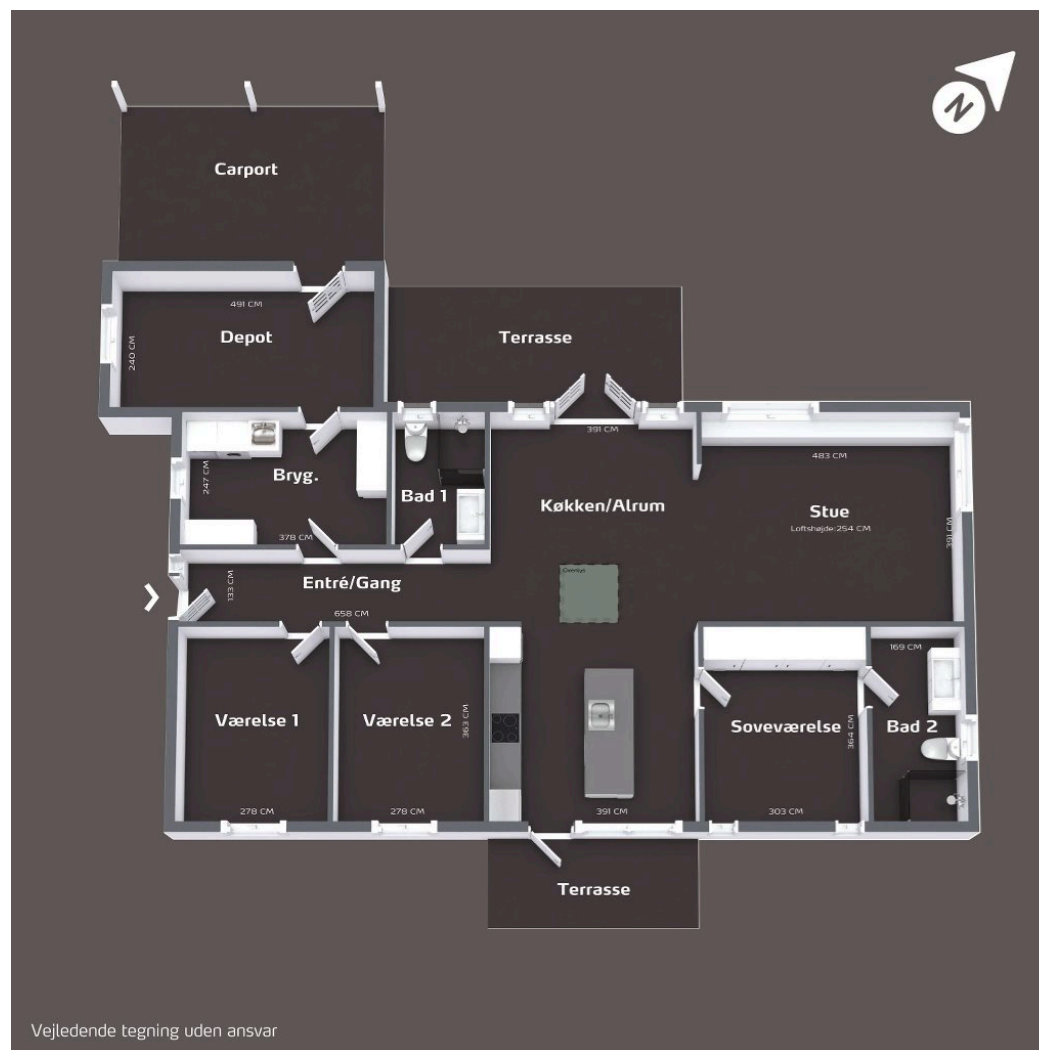 N
Carport
491 CM
Depot
240 CM
Terrasse
391 CM
483 CM
247 CM
Bryg.
Bad 1
Køkken/Alrum
Stue
Loftshøjde: 254 CM
391 CM
378 CM
Entré/Gang
133 CM
658 CM
Ovenlys
169 CM
Værelse 1
Værelse 2
363 CM
Soveværelse
364 CM
Bad 2
278 CM
278 CM
391 CM
303 CM
Terrasse
Vejledende tegning uden ansvar